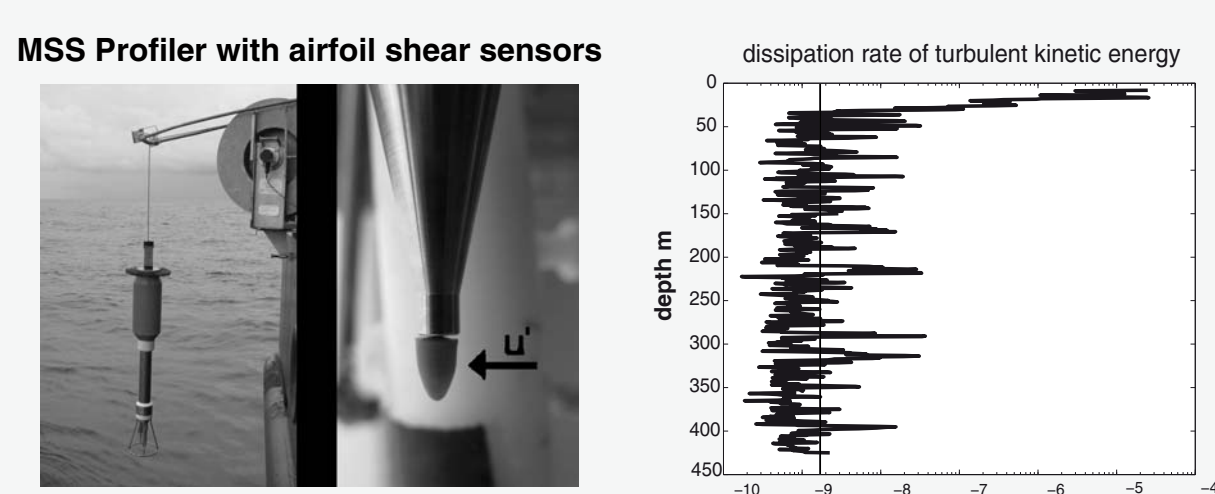 MSS Profiler with airfoil shear sensors
u'
dissipation rate of turbulent kinetic energy
depth m
0
50
100
150
200
250
300
350
400
450
−10 −9 −8 −7 −6 −5 −4